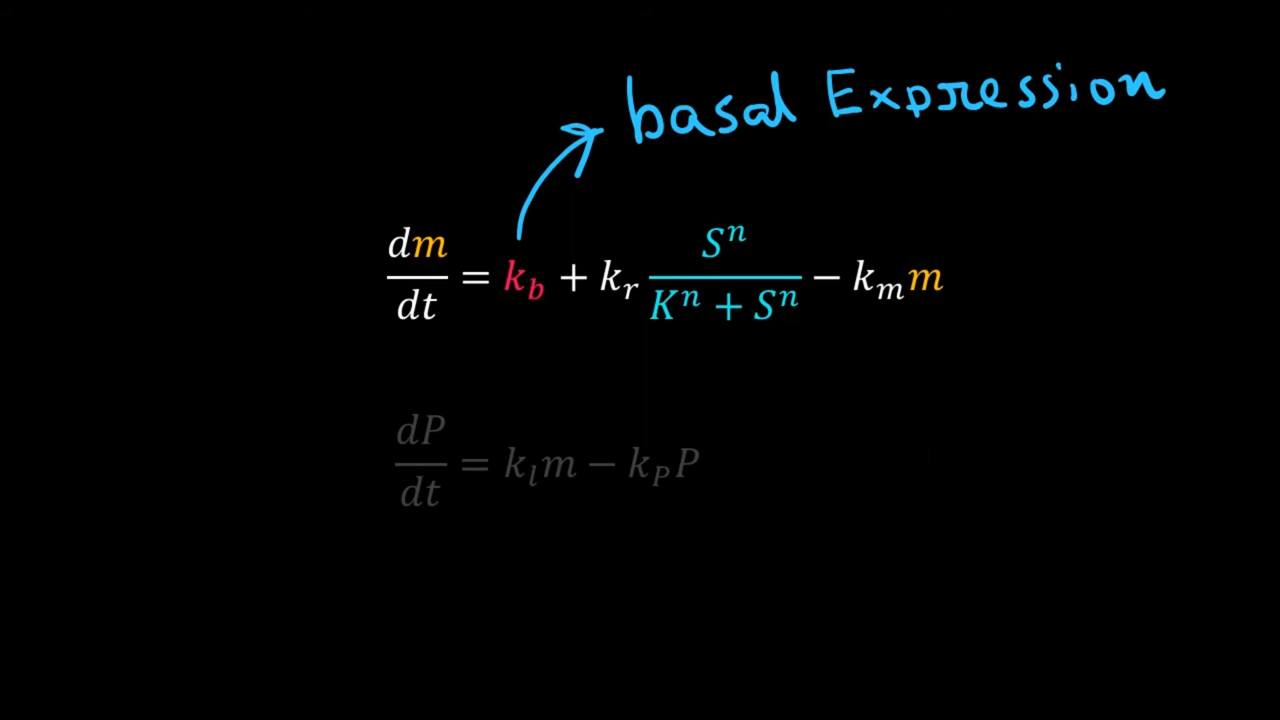 basal Expression
dm/dt = k_b + k_r S^n/(K^n + S^n) − k_m m
dP/dt = k_l m − k_P P